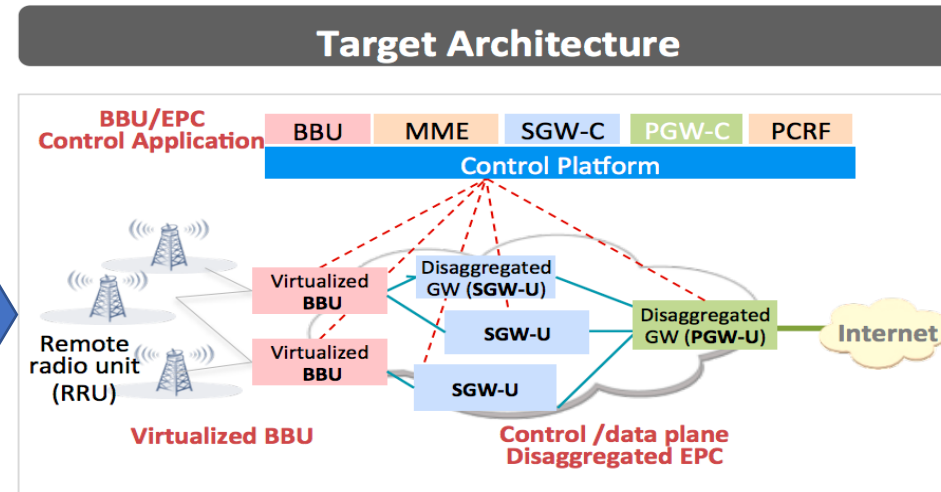 Target Architecture
BBU/EPC
Control Application
BBU
MME
SGW-C
PGW-C
PCRF
Control Platform
Virtualized
BBU
Disaggregated
GW (SGW-U)
SGW-U
Disaggregated
GW (PGW-U)
Internet
Remote
radio unit
(RRU)
Virtualized
BBU
SGW-U
Virtualized BBU
Control /data plane
Disaggregated EPC